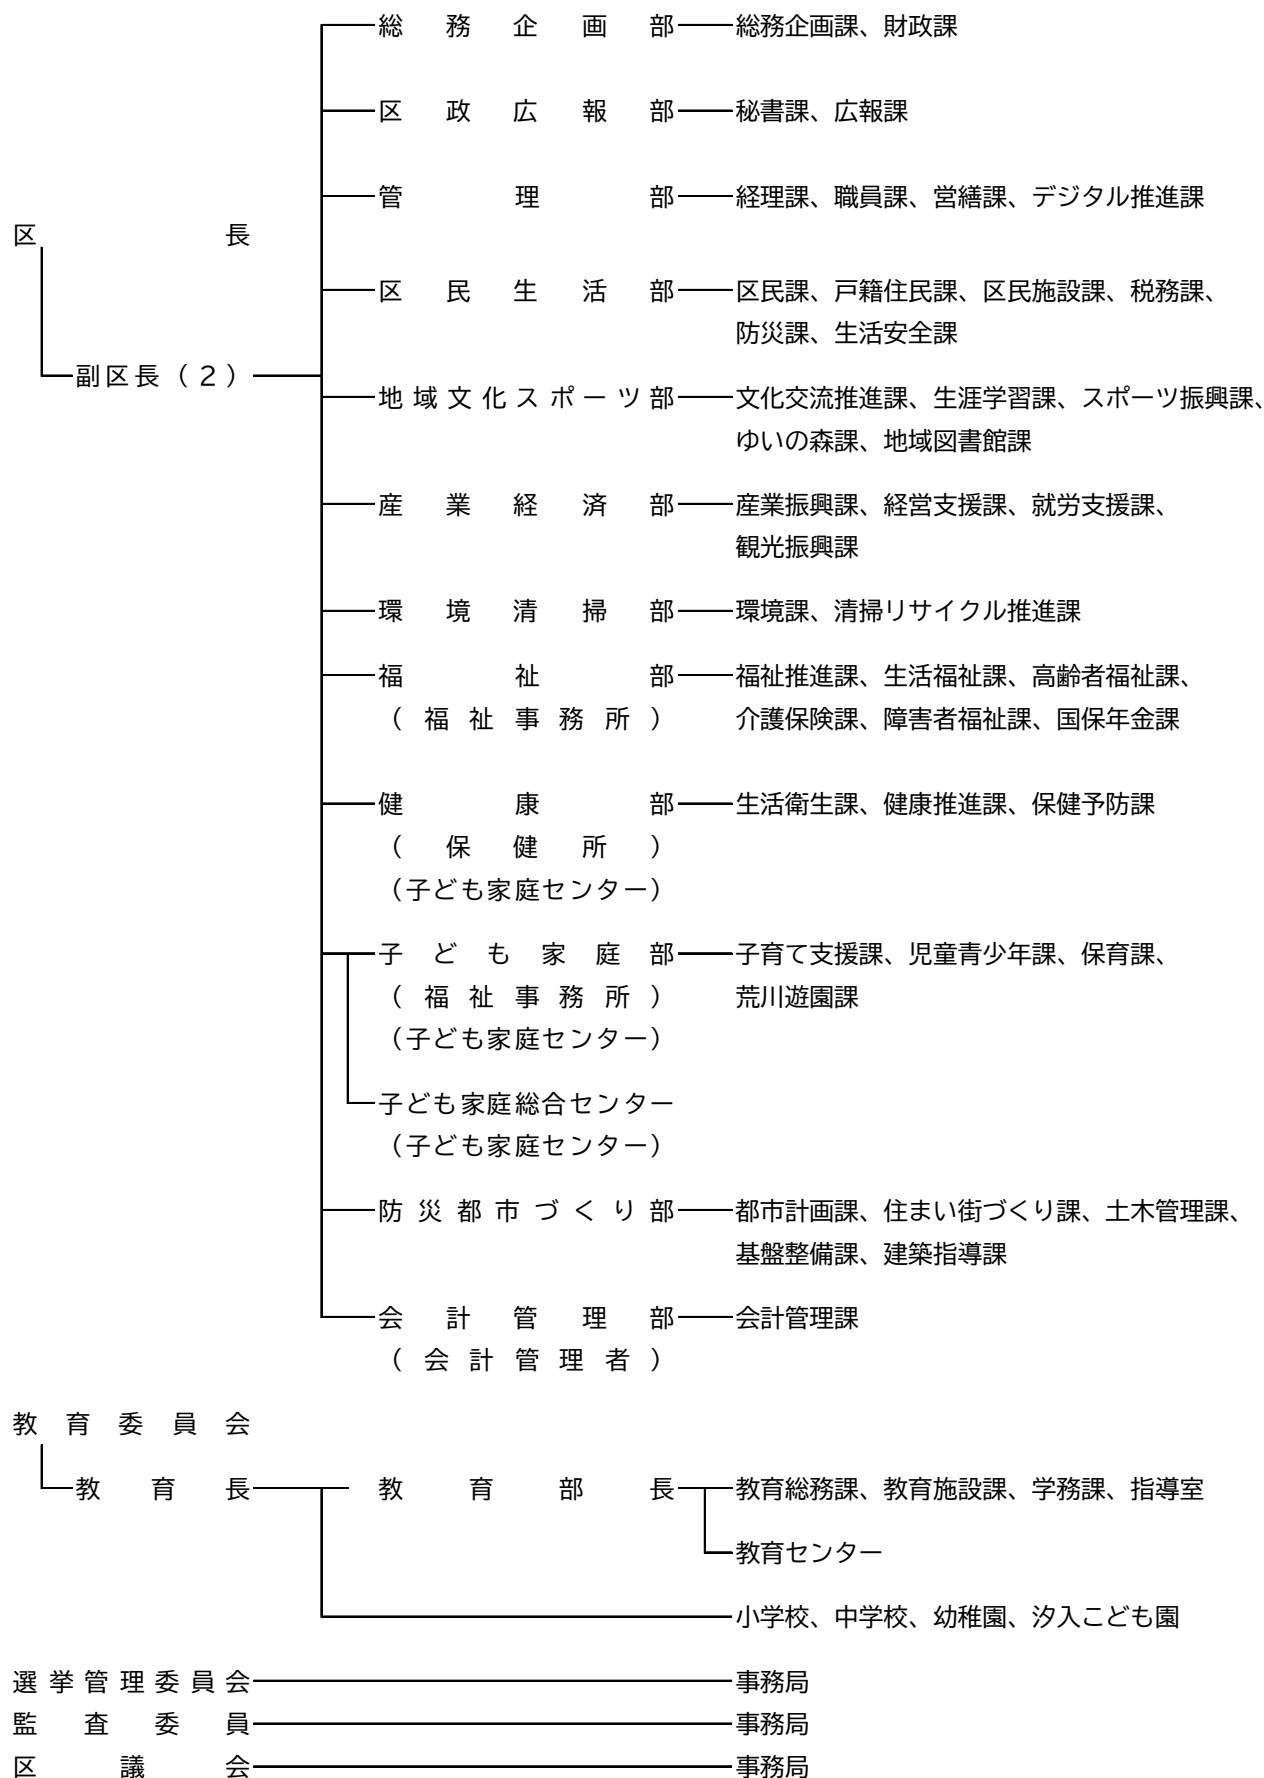 総務企画部 総務企画課、財政課
区政広報部 秘書課、広報課
管理部 経理課、職員課、営繕課、デジタル推進課
区長
区民生活部 区民課、戸籍住民課、区民施設課、税務課、
防災課、生活安全課
副区長（２）
地域文化スポーツ部 文化交流推進課、生涯学習課、スポーツ振興課、
ゆいの森課、地域図書館課
産業経済部 産業振興課、経営支援課、就労支援課、
観光振興課
環境清掃部 環境課、清掃リサイクル推進課
福祉部 福祉推進課、生活福祉課、高齢者福祉課、
（福祉事務所） 介護保険課、障害者福祉課、国保年金課
健康部 生活衛生課、健康推進課、保健予防課
（保健所）
（子ども家庭センター）
子ども家庭部 子育て支援課、児童青少年課、保育課、
（福祉事務所） 荒川遊園課
（子ども家庭センター）
子ども家庭総合センター
（子ども家庭センター）
防災都市づくり部 都市計画課、住まい街づくり課、土木管理課、
基盤整備課、建築指導課
会計管理部 会計管理課
（会計管理者）
教育委員会
教育長 教育部長 教育総務課、教育施設課、学務課、指導室
教育センター
小学校、中学校、幼稚園、汐入こども園
選挙管理委員会 事務局
監査委員 事務局
区議会 事務局